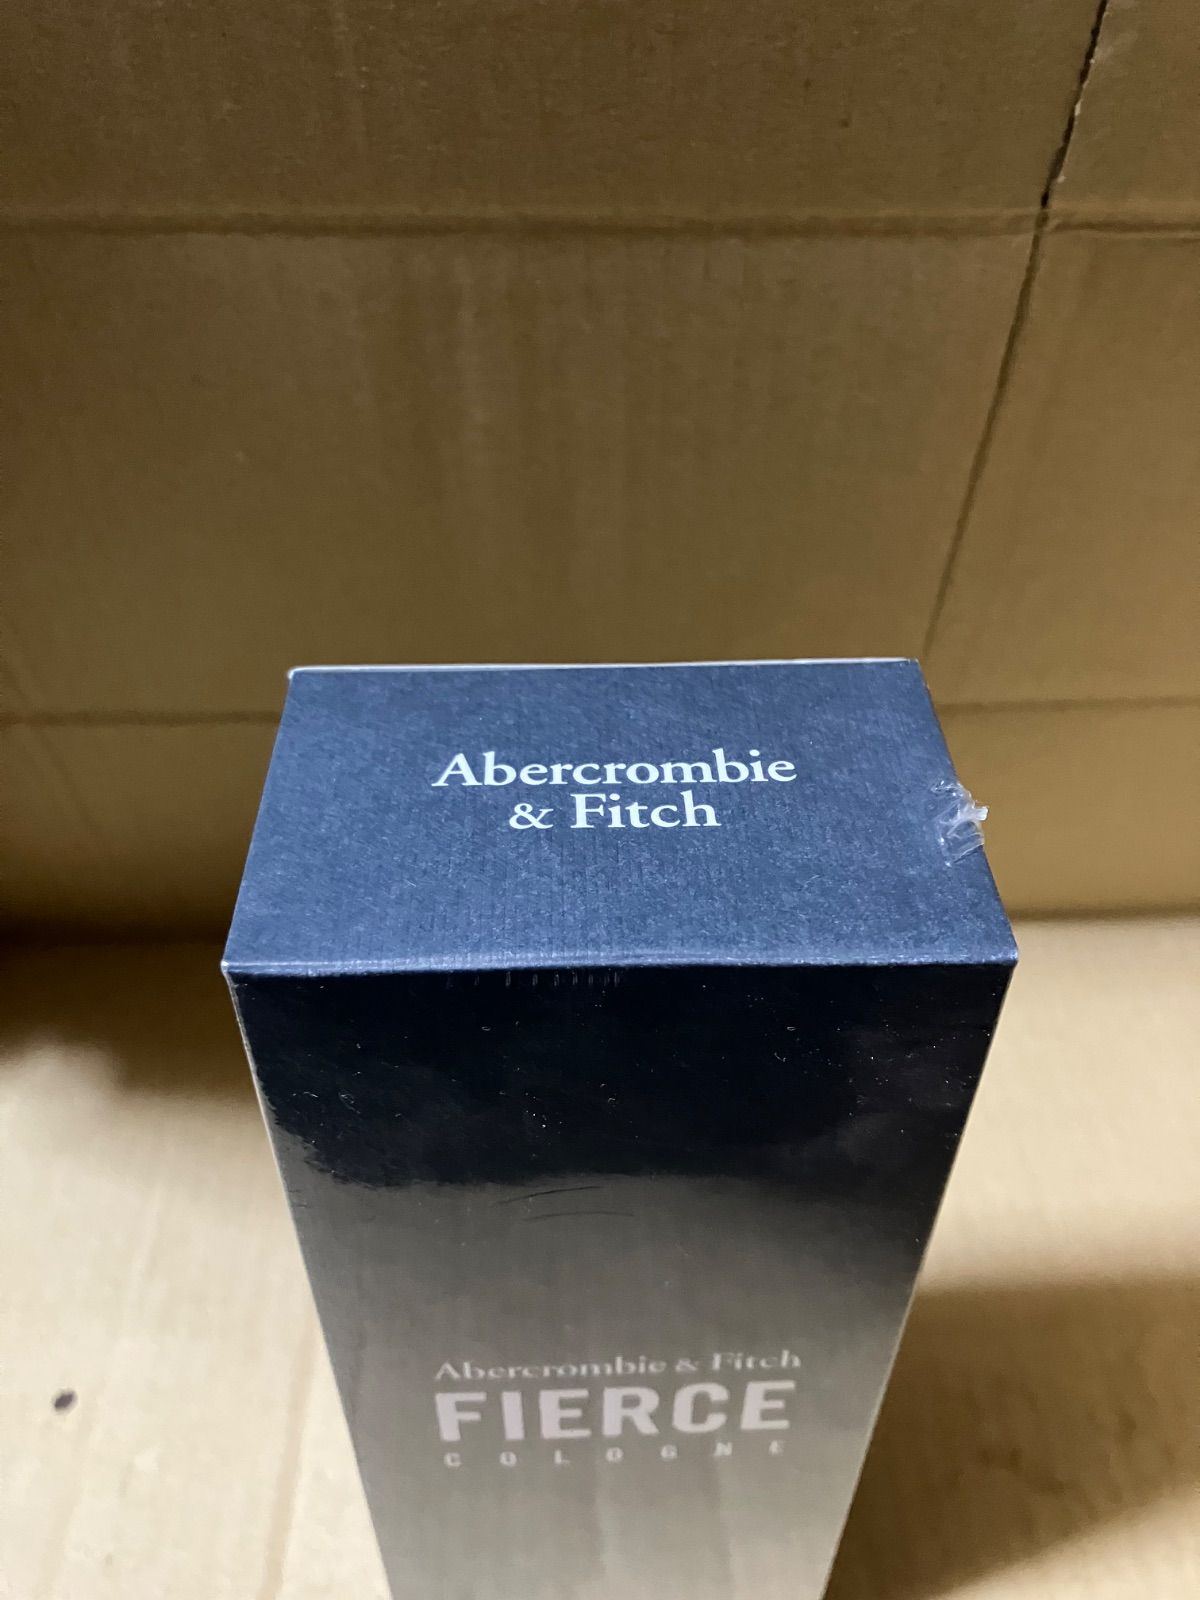 Abercrombie
& Fitch
Abercrombie & Fitch
FIERCE
COLOGNE